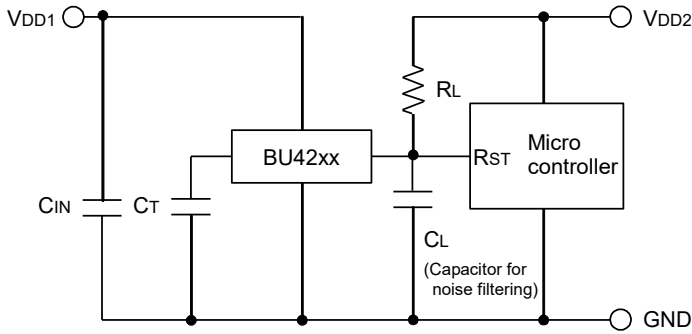 VDD1
VDD2
RL
BU42xx
RST
Micro
controller
CIN
CT
CL
(Capacitor for
noise filtering)
GND